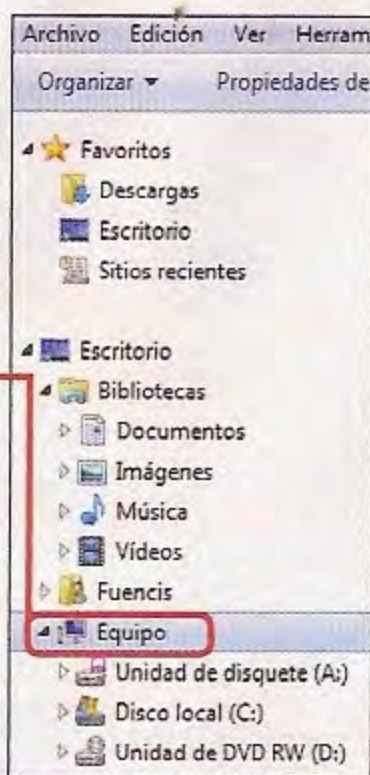 Archivo Edición Ver Herram
Organizar Propiedades de
Favoritos
Descargas
Escritorio
Sitios recientes
Escritorio
Bibliotecas
Documentos
Imágenes
Música
Vídeos
Fuencis
Equipo
Unidad de disquete (A:)
Disco local (C:)
Unidad de DVD RW (D:)